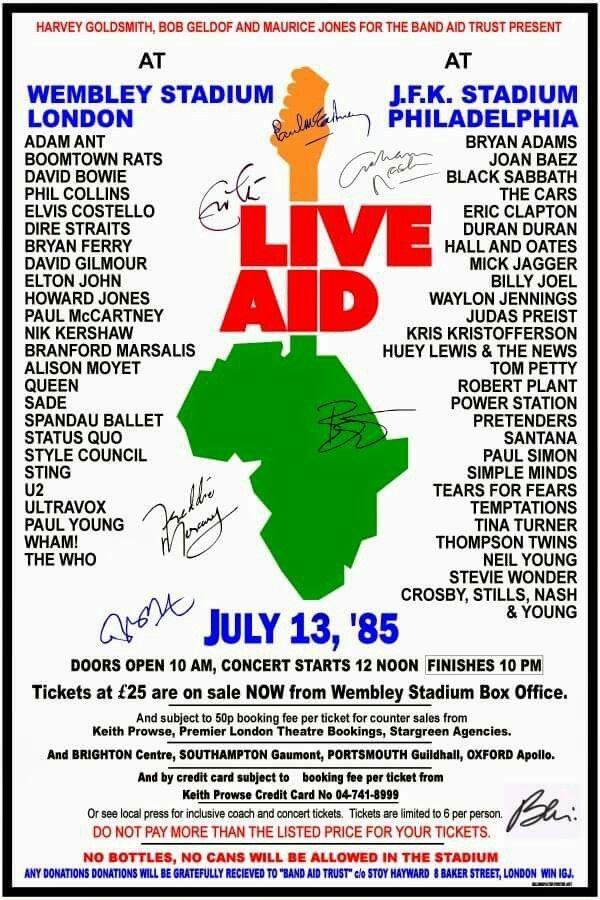 HARVEY GOLDSMITH, BOB GELDOF AND MAURICE JONES FOR THE BAND AID TRUST PRESENT
AT
WEMBLEY STADIUM
LONDON
ADAM ANT
BOOMTOWN RATS
DAVID BOWIE
PHIL COLLINS
ELVIS COSTELLO
DIRE STRAITS
BRYAN FERRY
DAVID GILMOUR
ELTON JOHN
HOWARD JONES
PAUL McCARTNEY
NIK KERSHAW
BRANFORD MARSALIS
ALISON MOYET
QUEEN
SADE
SPANDAU BALLET
STATUS QUO
STYLE COUNCIL
STING
U2
ULTRAVOX
PAUL YOUNG
WHAM!
THE WHO
AT
J.F.K. STADIUM
PHILADELPHIA
BRYAN ADAMS
JOAN BAEZ
BLACK SABBATH
THE CARS
ERIC CLAPTON
DURAN DURAN
HALL AND OATES
MICK JAGGER
BILLY JOEL
WAYLON JENNINGS
JUDAS PREIST
KRIS KRISTOFFERSON
HUEY LEWIS & THE NEWS
TOM PETTY
ROBERT PLANT
POWER STATION
PRETENDERS
SANTANA
PAUL SIMON
SIMPLE MINDS
TEARS FOR FEARS
TEMPTATIONS
TINA TURNER
THOMPSON TWINS
NEIL YOUNG
STEVIE WONDER
CROSBY, STILLS, NASH
& YOUNG
Paul McCartney
Graham
Nash
LIVE
AID
Freddie
Mercury
JULY 13, '85
DOORS OPEN 10 AM, CONCERT STARTS 12 NOON FINISHES 10 PM
Tickets at £25 are on sale NOW from Wembley Stadium Box Office.
And subject to 50p booking fee per ticket for counter sales from
Keith Prowse, Premier London Theatre Bookings, Stargreen Agencies.
And BRIGHTON Centre, SOUTHAMPTON Gaumont, PORTSMOUTH Guildhall, OXFORD Apollo.
And by credit card subject to booking fee per ticket from
Keith Prowse Credit Card No 04-741-8999
Or see local press for inclusive coach and concert tickets. Tickets are limited to 6 per person.
DO NOT PAY MORE THAN THE LISTED PRICE FOR YOUR TICKETS.
NO BOTTLES, NO CANS WILL BE ALLOWED IN THE STADIUM
ANY DONATIONS DONATIONS WILL BE GRATEFULLY RECIEVED TO "BAND AID TRUST" c/o STOY HAYWARD 8 BAKER STREET, LONDON WIN IGJ.